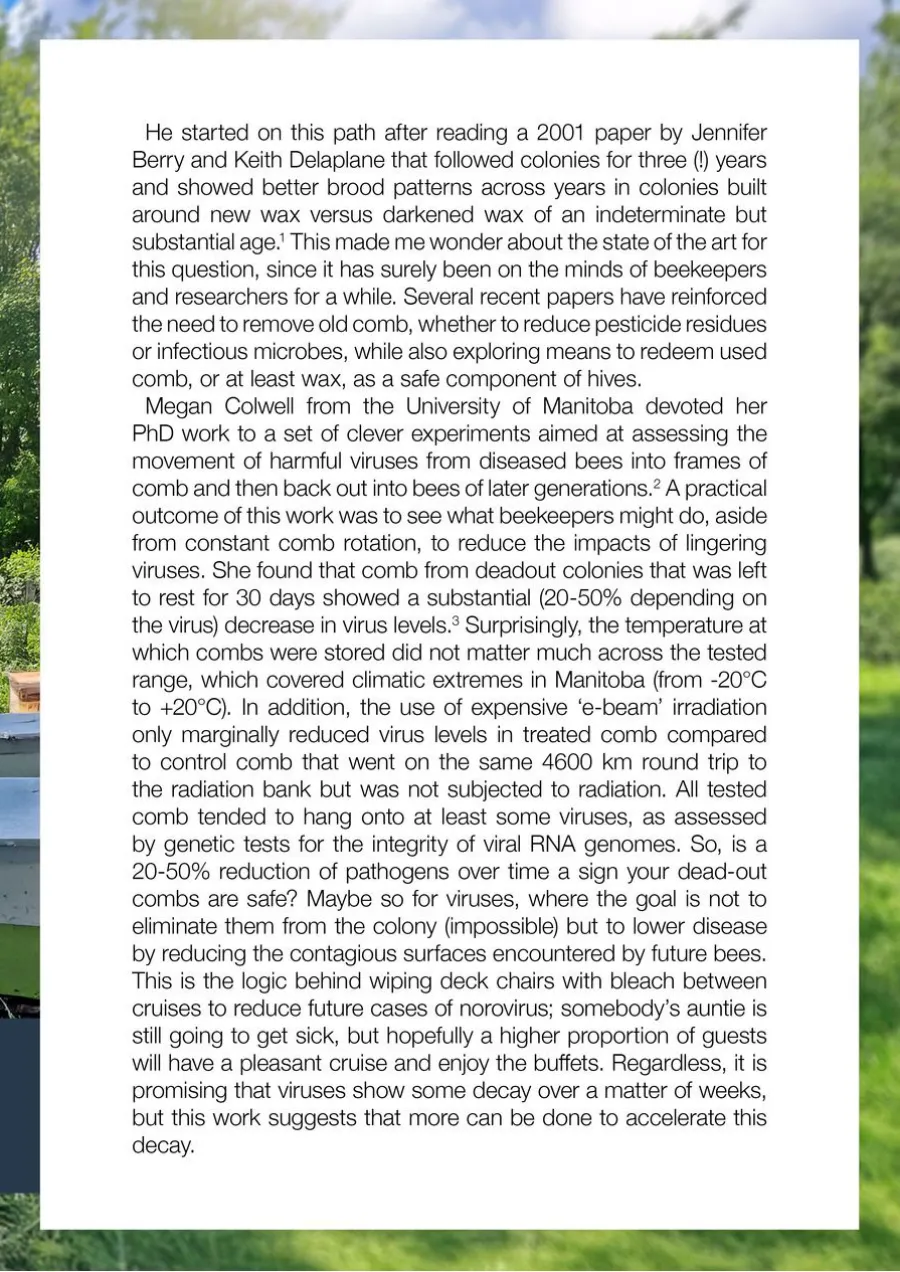 He started on this path after reading a 2001 paper by Jennifer
Berry and Keith Delaplane that followed colonies for three (!) years
and showed better brood patterns across years in colonies built
around new wax versus darkened wax of an indeterminate but
substantial age.¹ This made me wonder about the state of the art for
this question, since it has surely been on the minds of beekeepers
and researchers for a while. Several recent papers have reinforced
the need to remove old comb, whether to reduce pesticide residues
or infectious microbes, while also exploring means to redeem used
comb, or at least wax, as a safe component of hives.
Megan Colwell from the University of Manitoba devoted her
PhD work to a set of clever experiments aimed at assessing the
movement of harmful viruses from diseased bees into frames of
comb and then back out into bees of later generations.² A practical
outcome of this work was to see what beekeepers might do, aside
from constant comb rotation, to reduce the impacts of lingering
viruses. She found that comb from deadout colonies that was left
to rest for 30 days showed a substantial (20-50% depending on
the virus) decrease in virus levels.³ Surprisingly, the temperature at
which combs were stored did not matter much across the tested
range, which covered climatic extremes in Manitoba (from -20°C
to +20°C). In addition, the use of expensive ‘e-beam’ irradiation
only marginally reduced virus levels in treated comb compared
to control comb that went on the same 4600 km round trip to
the radiation bank but was not subjected to radiation. All tested
comb tended to hang onto at least some viruses, as assessed
by genetic tests for the integrity of viral RNA genomes. So, is a
20-50% reduction of pathogens over time a sign your dead-out
combs are safe? Maybe so for viruses, where the goal is not to
eliminate them from the colony (impossible) but to lower disease
by reducing the contagious surfaces encountered by future bees.
This is the logic behind wiping deck chairs with bleach between
cruises to reduce future cases of norovirus; somebody’s auntie is
still going to get sick, but hopefully a higher proportion of guests
will have a pleasant cruise and enjoy the buffets. Regardless, it is
promising that viruses show some decay over a matter of weeks,
but this work suggests that more can be done to accelerate this
decay.